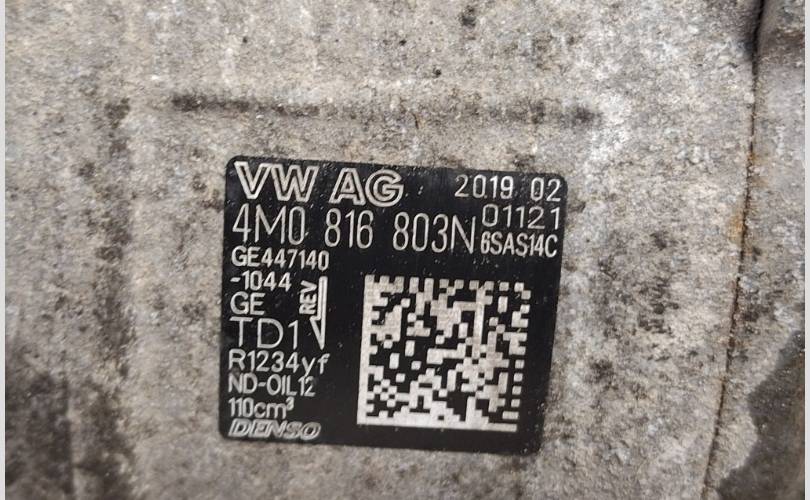 VW AG 2019 02
01121
4M0 816 803N 6SAS14C
GE447140
-1044
GE REV
TD1
R1234yf
ND-OIL12
110cm³
DENSO